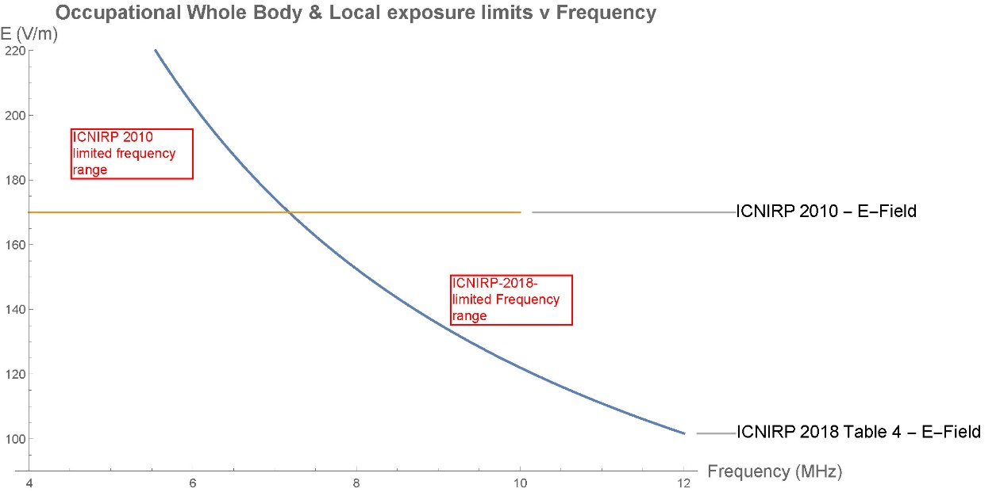 Occupational Whole Body & Local exposure limits v Frequency
E (V/m)
220
200
ICNIRP 2010
limited frequency
range
180
ICNIRP 2010 – E–Field
160
ICNIRP-2018-
limited Frequency
range
140
120
ICNIRP 2018 Table 4 – E–Field
100
Frequency (MHz)
4 6 8 10 12